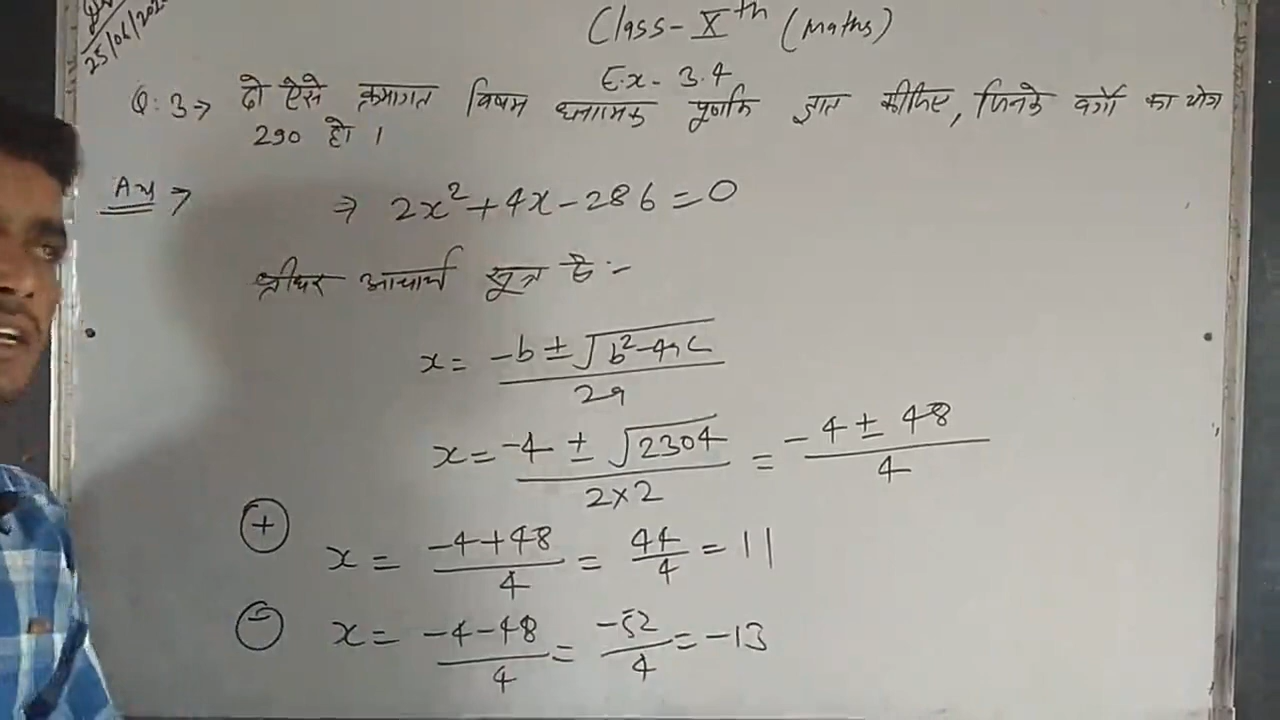 25/06/202
Class-Xth (Maths)
Ex- 3.4
Q: 3→ दो ऐसे क्रमागत विषम धनात्मक पूर्णांक ज्ञात कीजिए, जिनके वर्गों का योग
290 हो ।
Ans → ⇒ 2x²+4x-286=0
श्रीधर आचार्य सूत्र है :-
x= -b±√b²-4ac / 2a
x= -4 ± √2304 / 2×2 = -4± 48 / 4
+ x = -4+48 / 4 = 44/4 = 11
- x = -4-48 / 4 = -52/4 = -13